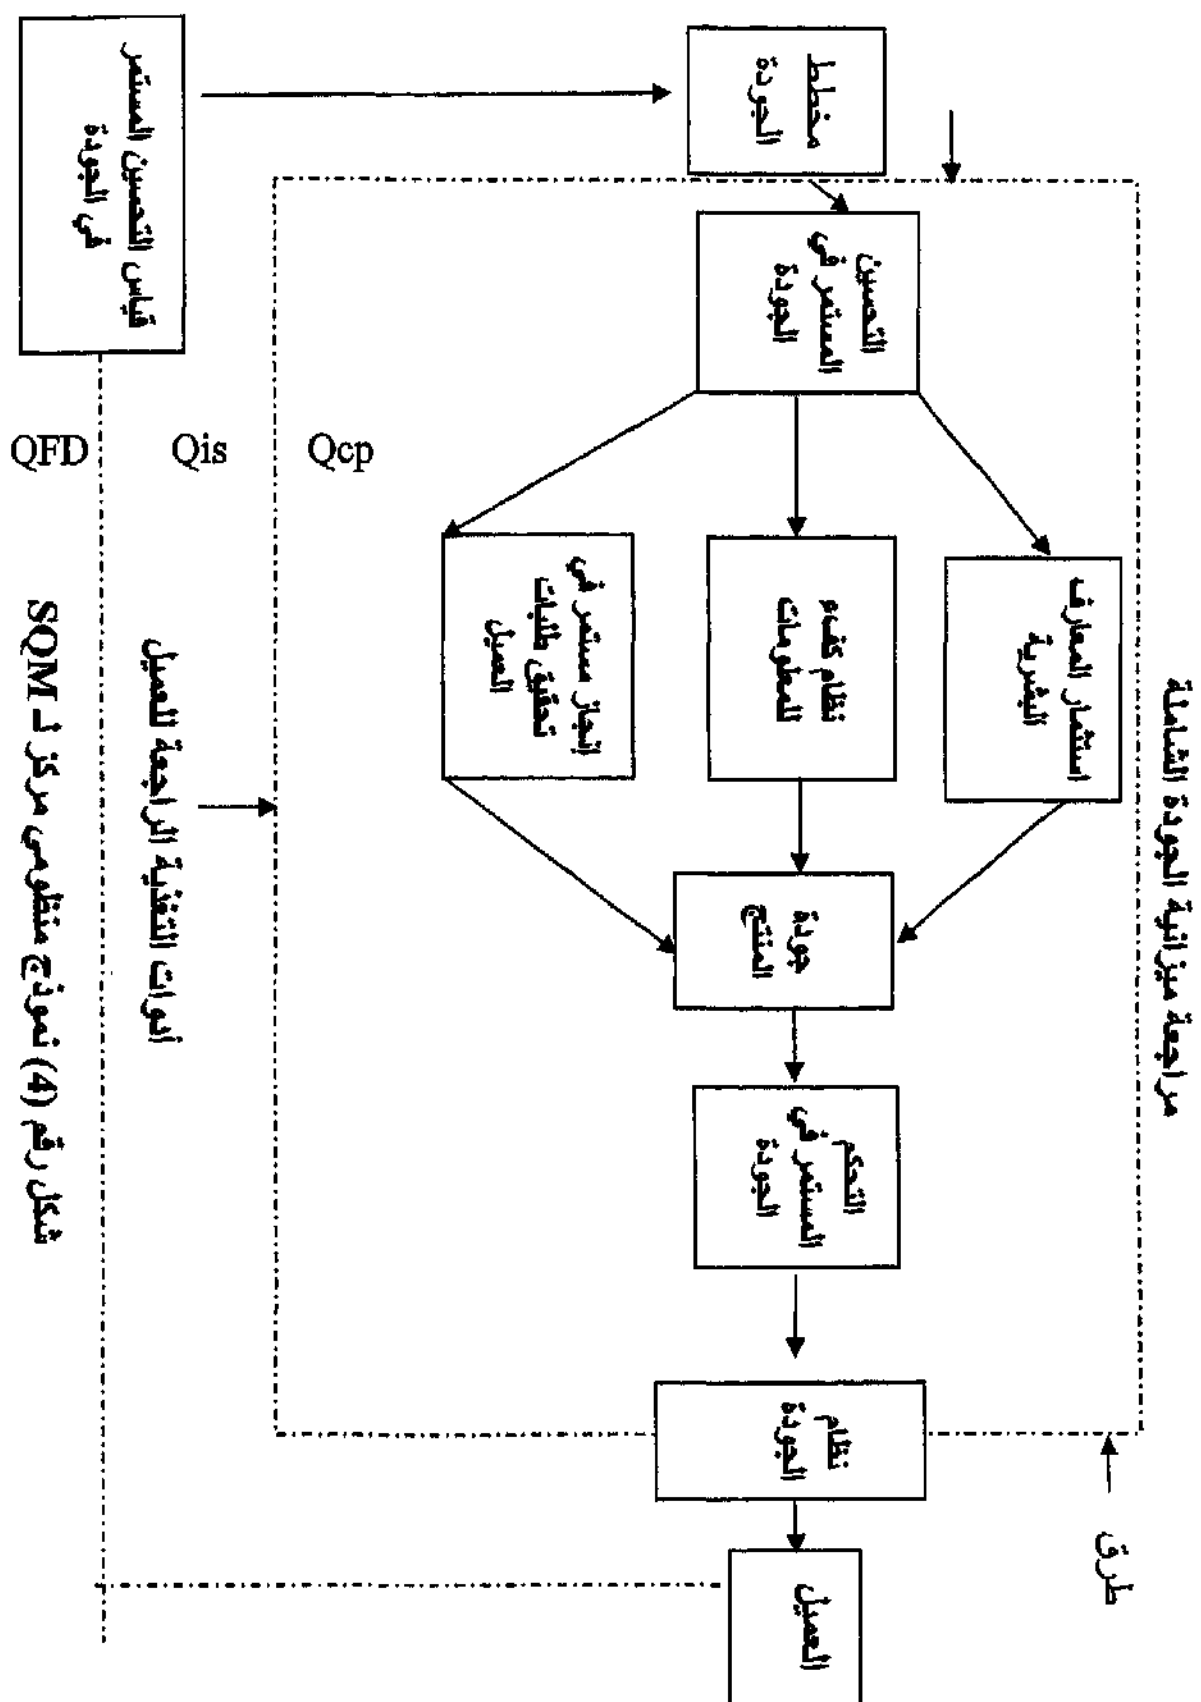 مراجعة ميزانية الجودة الشاملة
طرق
مخطط
الجودة
التحسين
المستمر في
الجودة
استثمار المعارف
البشرية
نظام كفء
للمعلومات
إنجاز مستمر في
تحقيق طلبات
العميل
جودة
المنتج
التحكم
المستمر في
الجودة
نظام
الجودة
العميل
قياس التحسين المستمر
في الجودة
Qcp
Qis
QFD
أدوات التغذية الراجعة للعميل
شكل رقم (4) نموذج منظومى مركز لـ SQM